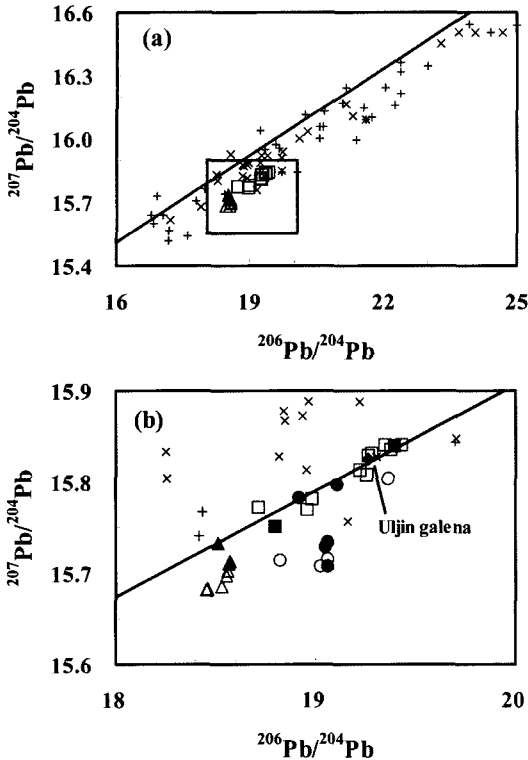 16.6
(a)
16.3
16.0
15.7
15.4
²⁰⁷Pb/²⁰⁴Pb
16 19 22 25
²⁰⁶Pb/²⁰⁴Pb
15.9
(b)
15.8
Uljin galena
15.7
15.6
²⁰⁷Pb/²⁰⁴Pb
18 19 20
²⁰⁶Pb/²⁰⁴Pb